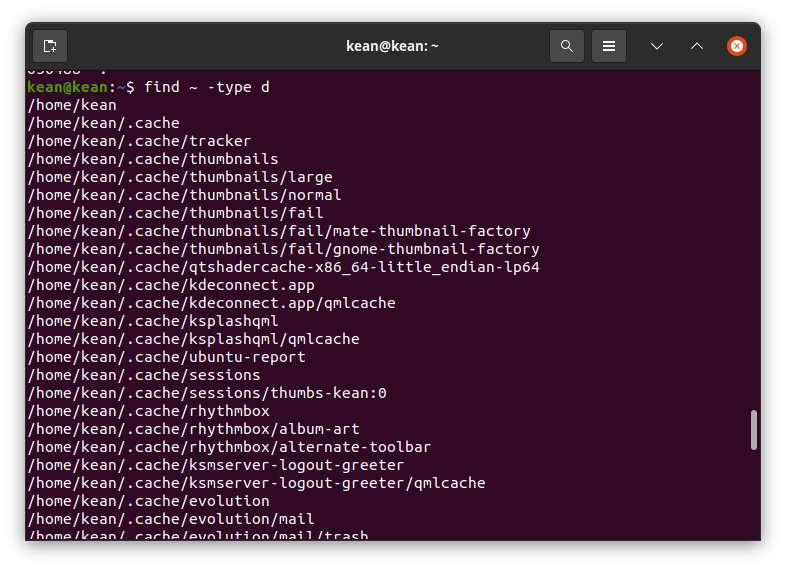 kean@kean: ~
kean@kean:~$ find ~ -type d
/home/kean
/home/kean/.cache
/home/kean/.cache/tracker
/home/kean/.cache/thumbnails
/home/kean/.cache/thumbnails/large
/home/kean/.cache/thumbnails/normal
/home/kean/.cache/thumbnails/fail
/home/kean/.cache/thumbnails/fail/mate-thumbnail-factory
/home/kean/.cache/thumbnails/fail/gnome-thumbnail-factory
/home/kean/.cache/qtshadercache-x86_64-little_endian-lp64
/home/kean/.cache/kdeconnect.app
/home/kean/.cache/kdeconnect.app/qmlcache
/home/kean/.cache/ksplashqml
/home/kean/.cache/ksplashqml/qmlcache
/home/kean/.cache/ubuntu-report
/home/kean/.cache/sessions
/home/kean/.cache/sessions/thumbs-kean:0
/home/kean/.cache/rhythmbox
/home/kean/.cache/rhythmbox/album-art
/home/kean/.cache/rhythmbox/alternate-toolbar
/home/kean/.cache/ksmserver-logout-greeter
/home/kean/.cache/ksmserver-logout-greeter/qmlcache
/home/kean/.cache/evolution
/home/kean/.cache/evolution/mail
/home/kean/.cache/evolution/mail/trash